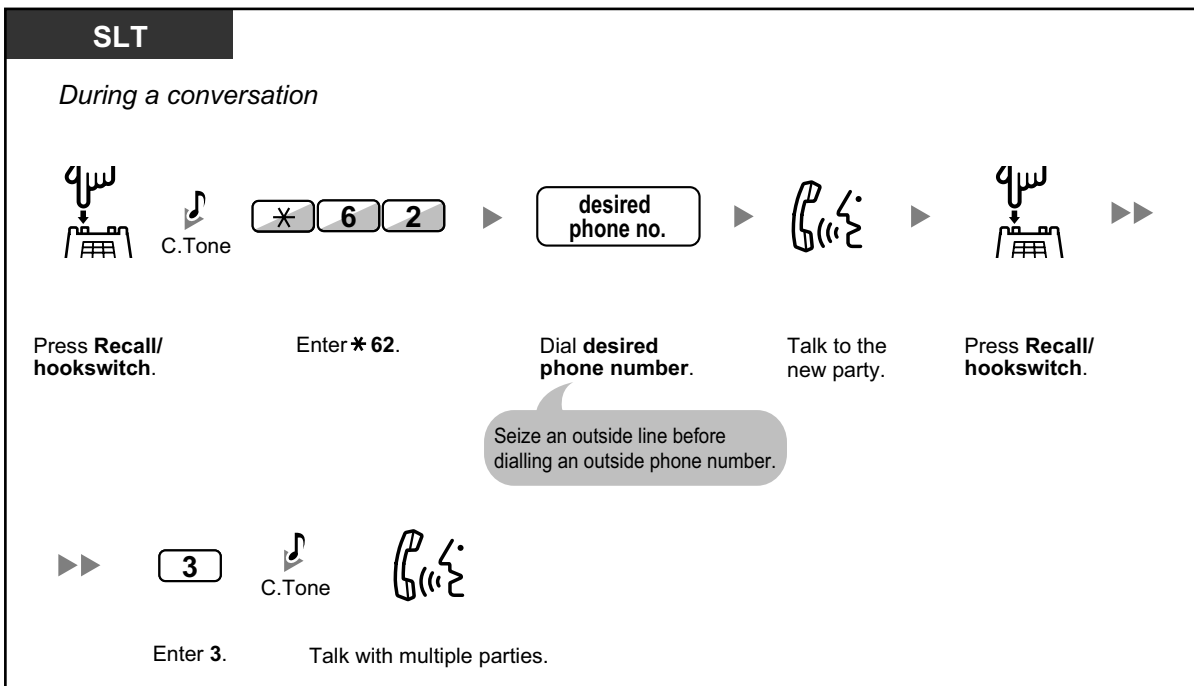 SLT
During a conversation
C.Tone
* 6 2
desired
phone no.
Press Recall/
hookswitch.
Enter * 62.
Dial desired
phone number.
Talk to the
new party.
Press Recall/
hookswitch.
Seize an outside line before
dialling an outside phone number.
3
C.Tone
Enter 3.
Talk with multiple parties.